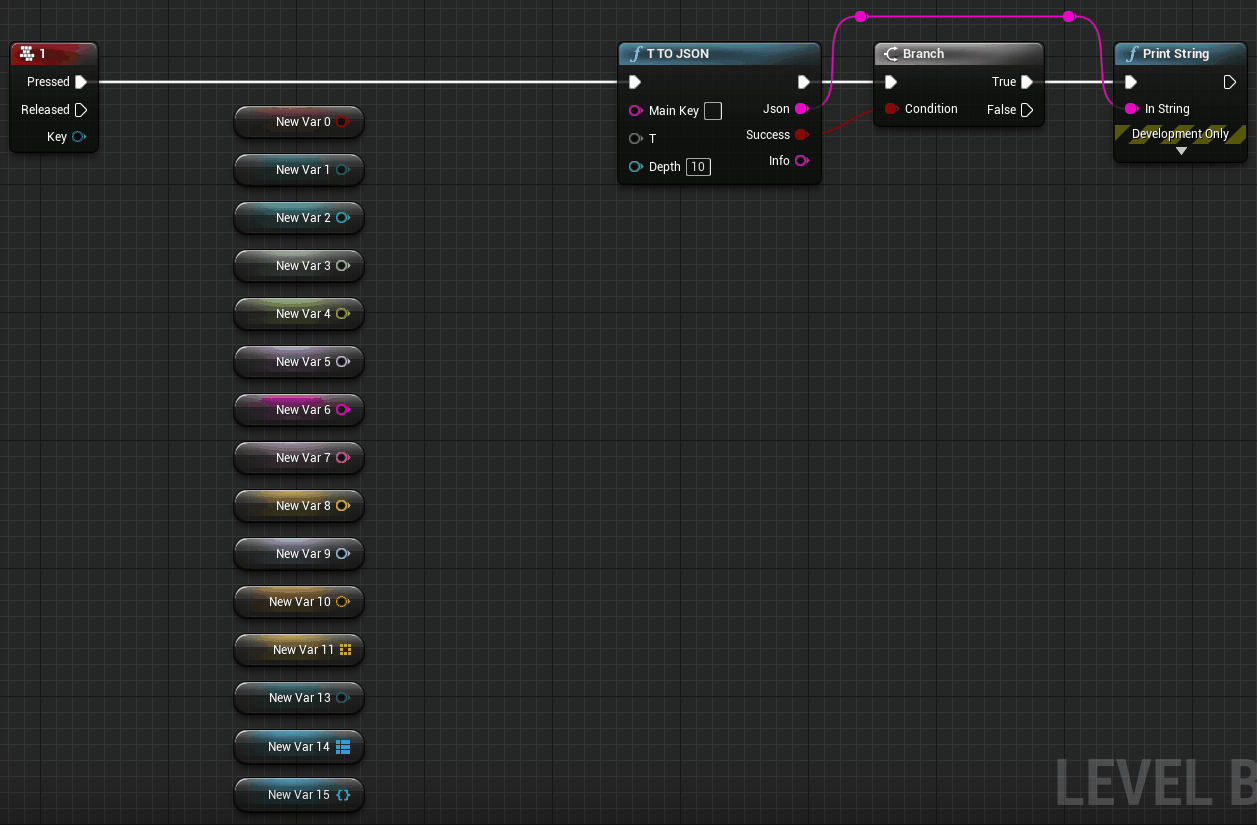 1
Pressed
Released
Key
New Var 0
New Var 1
New Var 2
New Var 3
New Var 4
New Var 5
New Var 6
New Var 7
New Var 8
New Var 9
New Var 10
New Var 11
New Var 13
New Var 14
New Var 15
T TO JSON
Main Key Json
T Success
Depth 10 Info
Branch
True
Condition False
Print String
In String
Development Only
LEVEL B